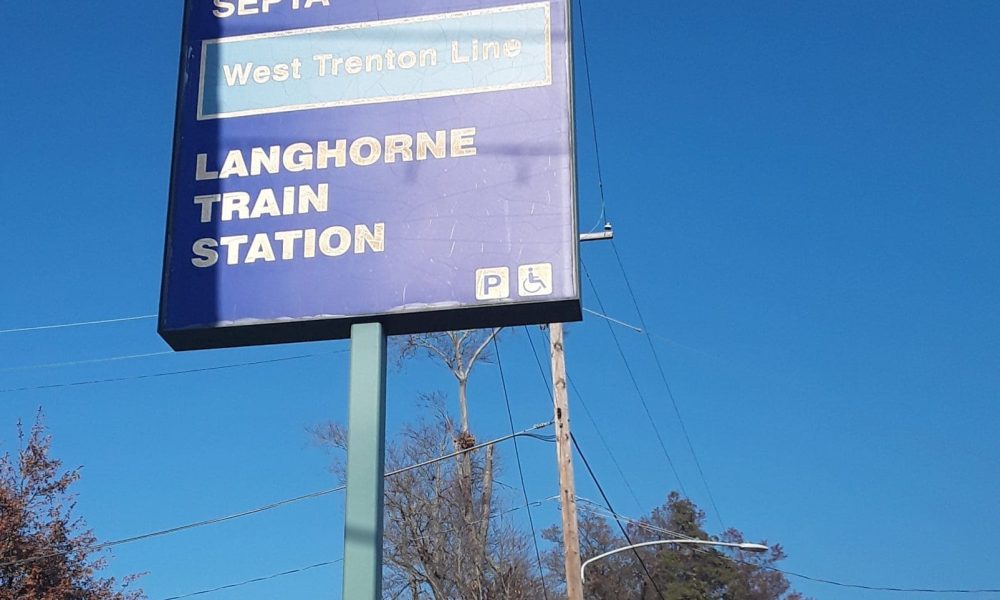 SEPTA
West Trenton Line
LANGHORNE
TRAIN
STATION
P